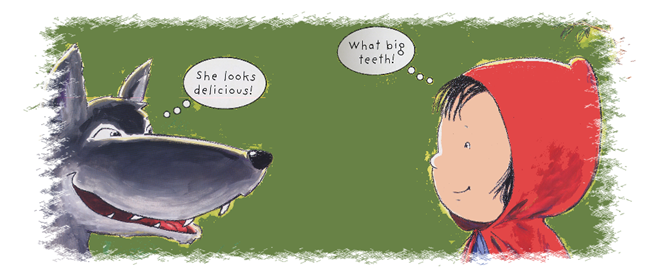 She looks
delicious!
What big
teeth!